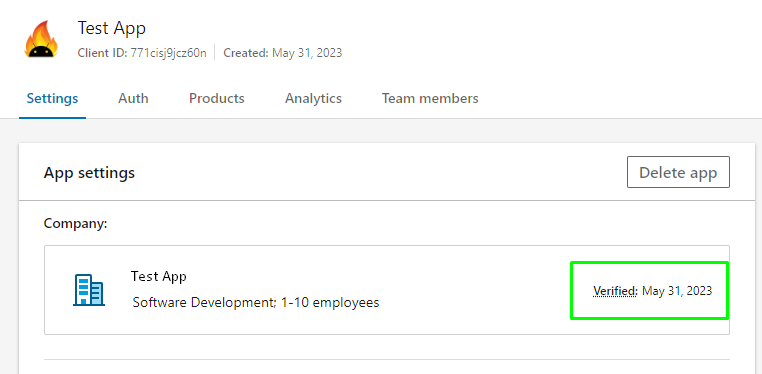 Test App
Client ID: 771cisj9jcz60n Created: May 31, 2023
Settings Auth Products Analytics Team members
App settings Delete app
Company:
Test App
Software Development; 1-10 employees
Verified: May 31, 2023